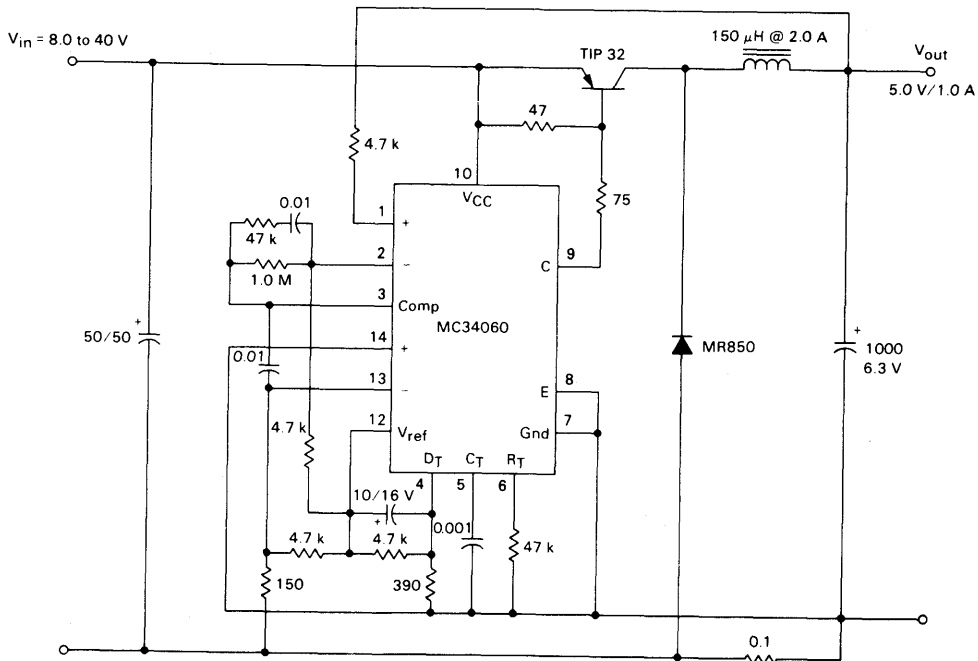 V_in = 8.0 to 40 V
TIP 32
150 μH @ 2.0 A
V_out
5.0 V/1.0 A
47
4.7 k
75
10
V_CC
1
+
0.01
47 k
2
−
9
C
1.0 M
3
Comp
MC34060
14
+
50/50
+
0.01
13
−
MR850
+
1000
6.3 V
8
E
12
V_ref
7
Gnd
4.7 k
D_T
C_T
R_T
4
5
6
10/16 V
+
0.001
4.7 k
4.7 k
47 k
150
390
0.1